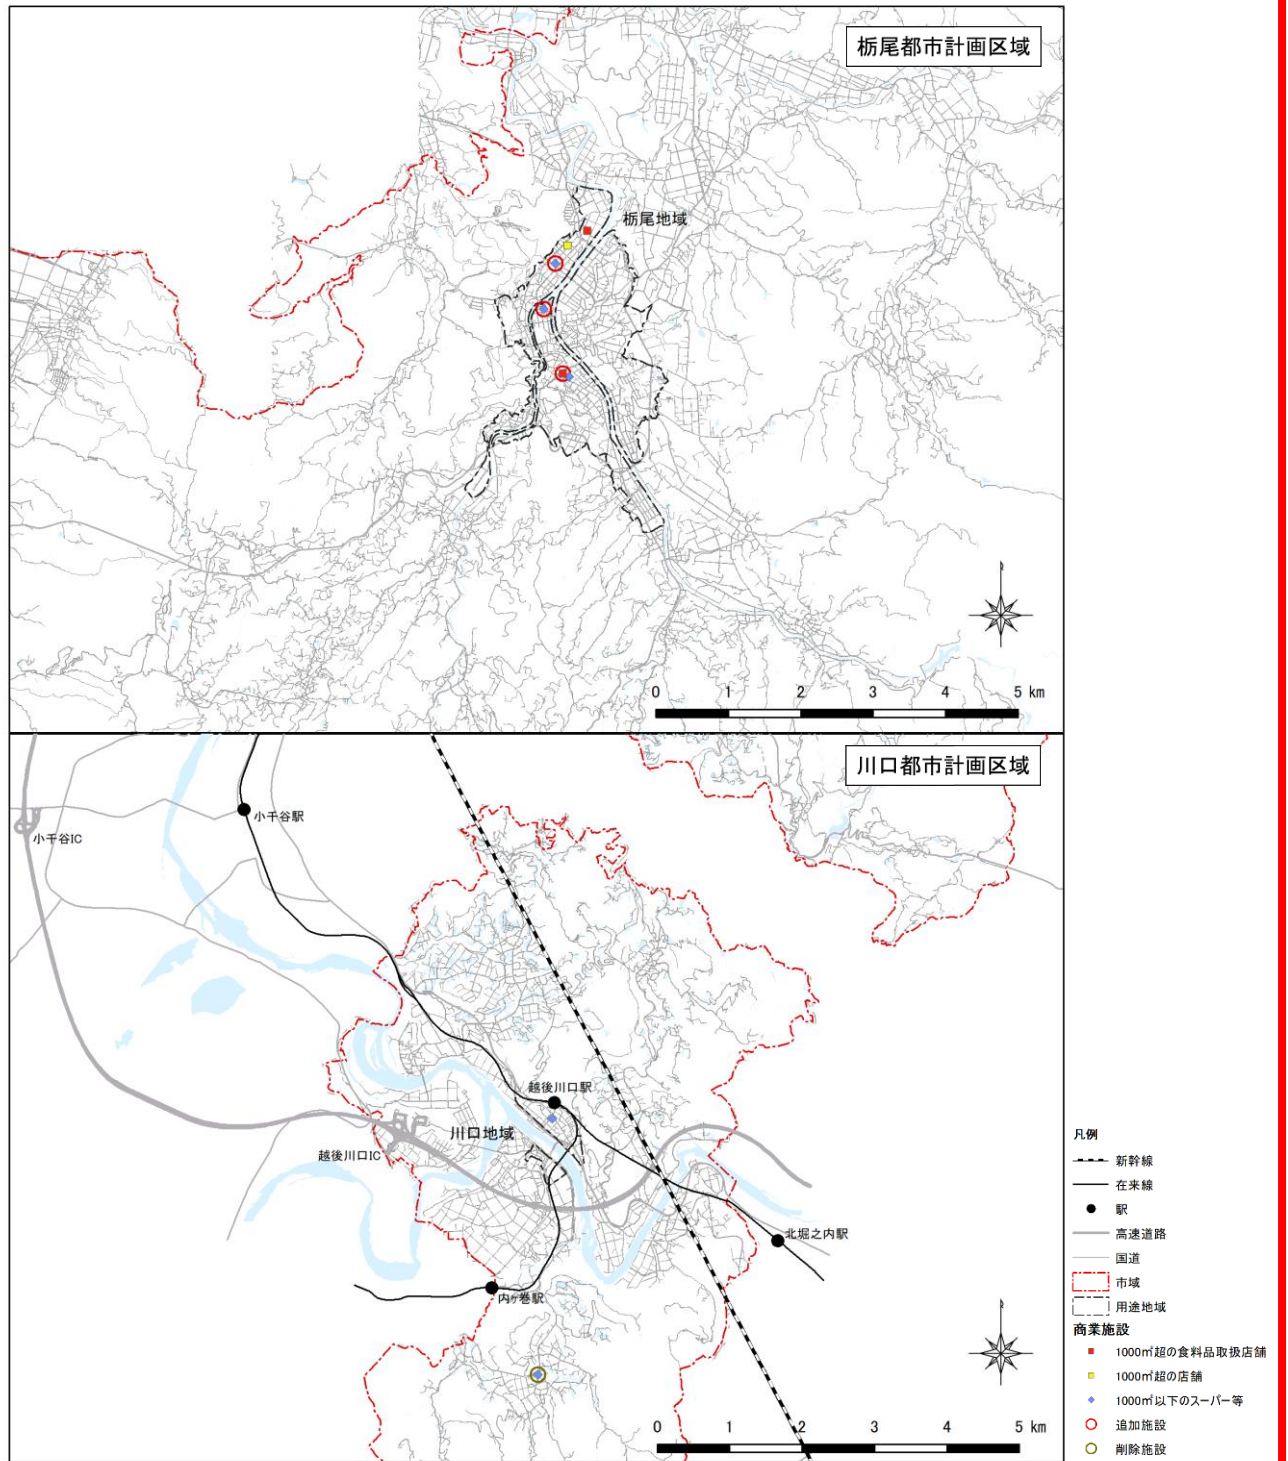 栃尾都市計画区域
栃尾地域
0 1 2 3 4 5 km
川口都市計画区域
小千谷駅
小千谷IC
越後川口駅
川口地域
越後川口IC
北堀之内駅
内ヶ巻駅
0 1 2 3 4 5 km
凡例
新幹線
在来線
駅
高速道路
国道
市域
用途地域
商業施設
1000㎡超の食料品取扱店舗
1000㎡超の店舗
1000㎡以下のスーパー等
追加施設
削除施設